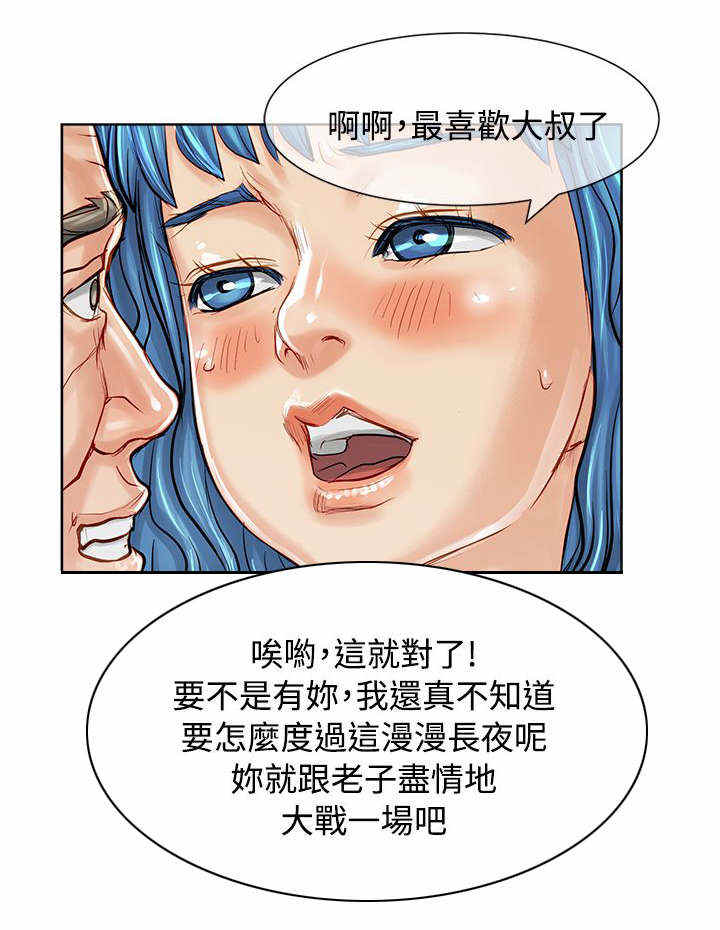 啊啊，最喜歡大叔了
唉喲，這就對了！
要不是有妳，我還真不知道
要怎麼度過這漫漫長夜呢
妳就跟老子盡情地
大戰一場吧